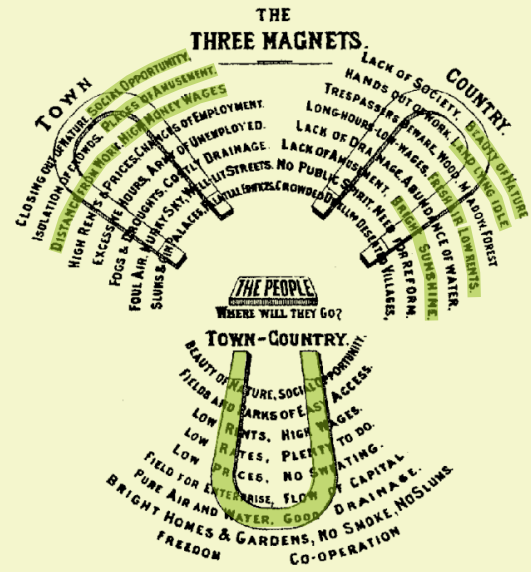 THE
THREE MAGNETS.
TOWN
CLOSING OUT OF NATURE. SOCIAL OPPORTUNITY.
ISOLATION OF CROWDS. PLACES OF AMUSEMENT.
DISTANCE FROM WORK. HIGH MONEY WAGES
HIGH RENTS & PRICES. CHANCES OF EMPLOYMENT.
EXCESSIVE HOURS. ARMY OF UNEMPLOYED.
FOGS & DROUGHTS. COSTLY DRAINAGE.
FOUL AIR. MURKY SKY. WELL-LIT STREETS.
SLUMS & GIN PALACES. EDIFICES.
COUNTRY.
LACK OF SOCIETY. BEAUTY OF NATURE
HANDS OUT OF WORK. LAND LYING IDLE
TRESPASSERS BEWARE. WOOD, MEADOW, FOREST
LONG-HOURS-LOW-WAGES. FRESH AIR LOW RENTS.
LACK OF DRAINAGE. ABUNDANCE OF WATER.
LACK OF AMUSEMENT. BRIGHT SUNSHINE.
NO PUBLIC SPIRIT. NEED FOR REFORM.
CROWDED DESERTED VILLAGES,
THE PEOPLE
WHERE WILL THEY GO?
TOWN-COUNTRY.
BEAUTY OF NATURE, SOCIAL OPPORTUNITY.
FIELDS AND PARKS OF EASY ACCESS.
LOW RENTS, HIGH WAGES.
LOW RATES, PLENTY TO DO.
LOW PRICES, NO SWEATING.
FIELD FOR ENTERPRISE, FLOW OF CAPITAL
PURE AIR AND WATER, GOOD DRAINAGE.
BRIGHT HOMES & GARDENS, NO SMOKE, NO SLUMS.
FREEDOM CO-OPERATION